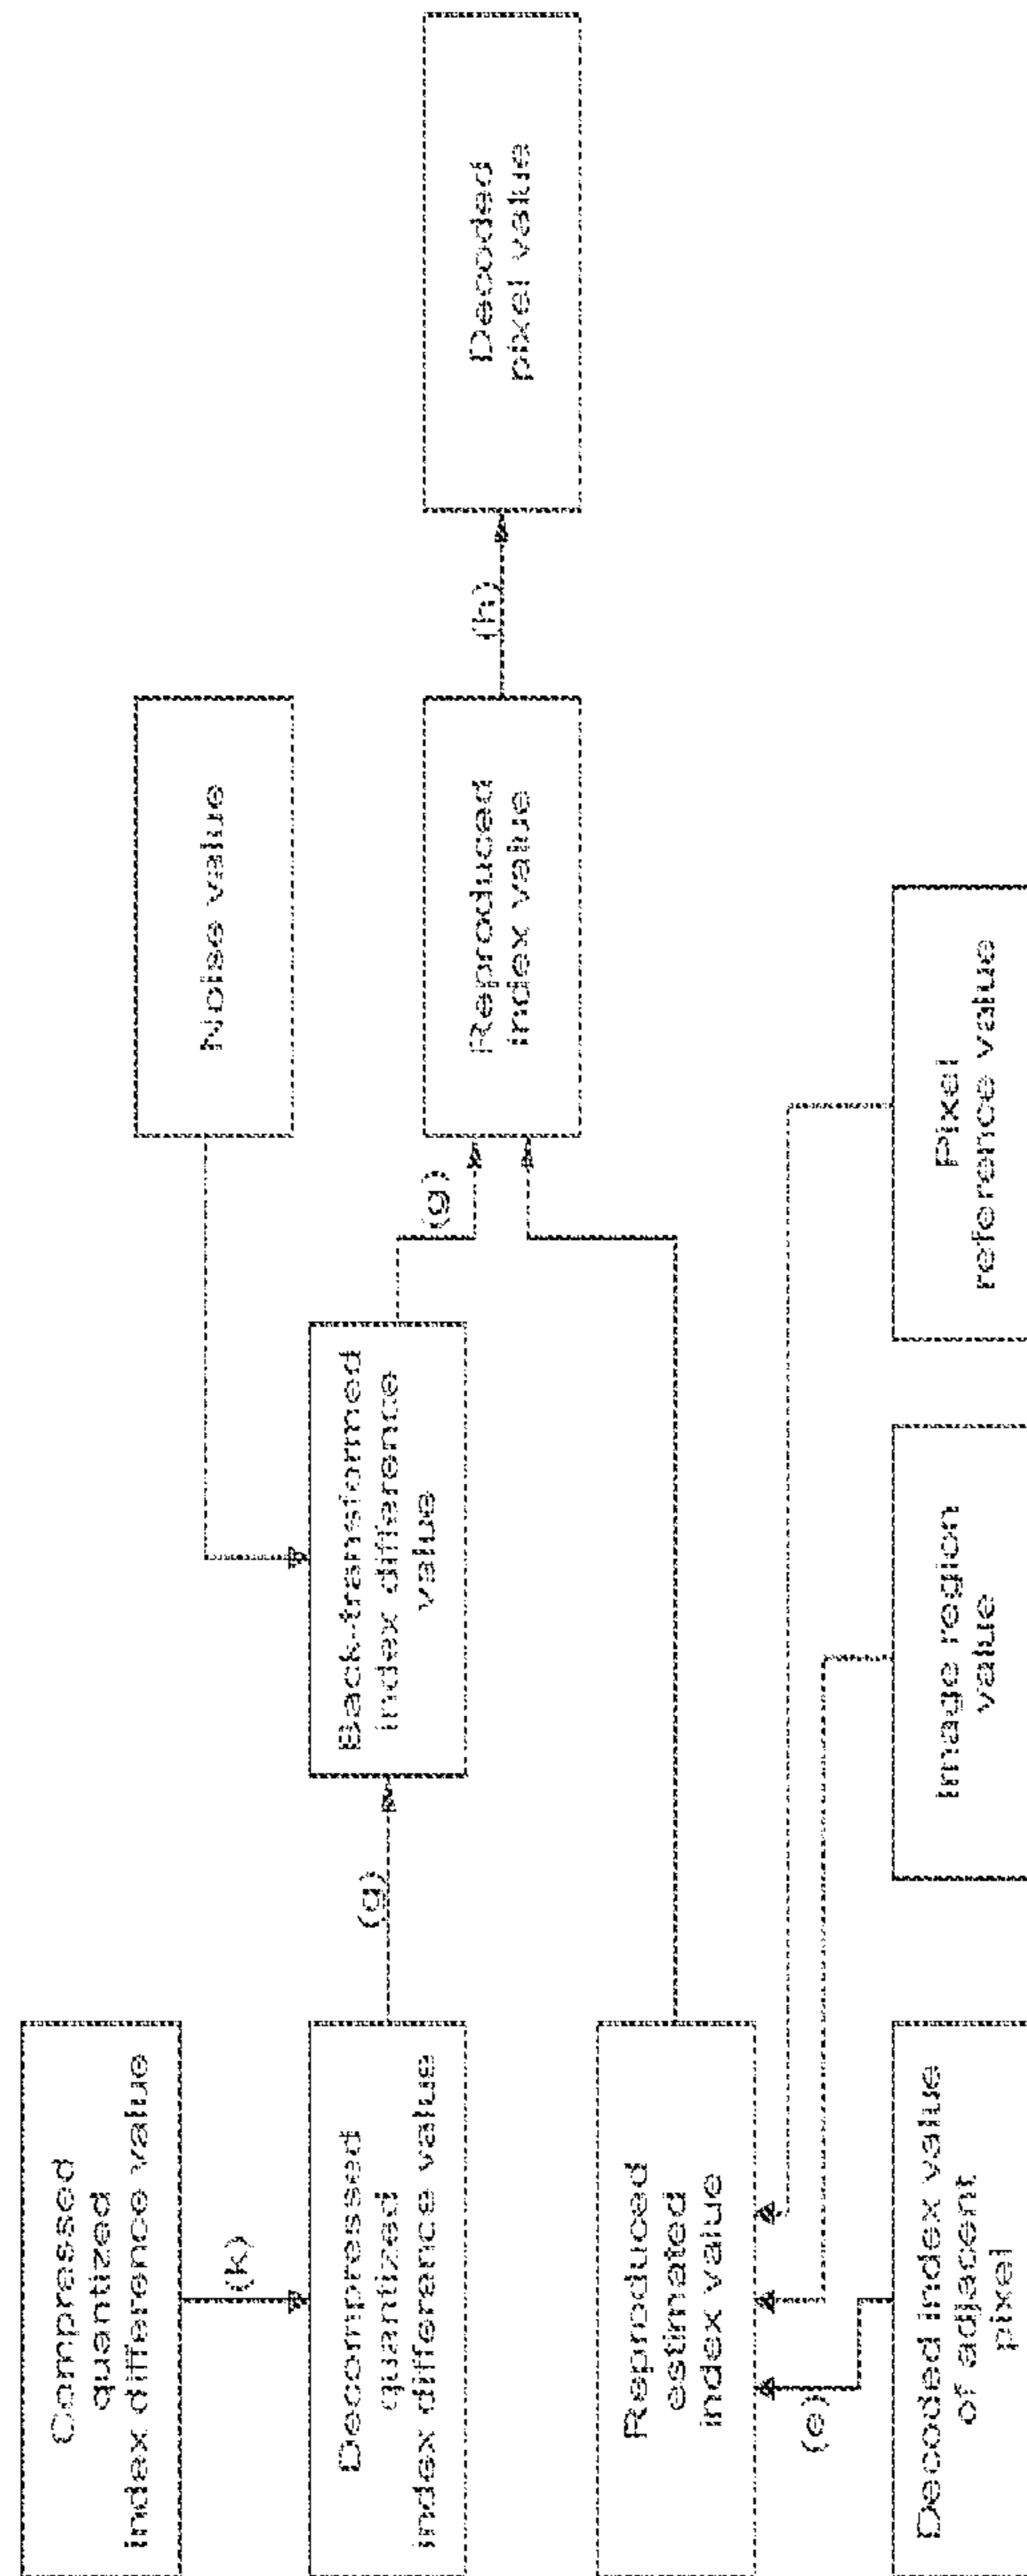 Compressed
quantized
index difference value
(k)
Decompressed
quantized
index difference value
(g)
Back-transformed
index difference
value
Noise value
(g)
Reproduced
index value
(h)
Decoded
pixel value
Reproduced
estimated
index value
(e)
Decoded index value
of adjacent
pixel
Image region
value
Pixel
reference value